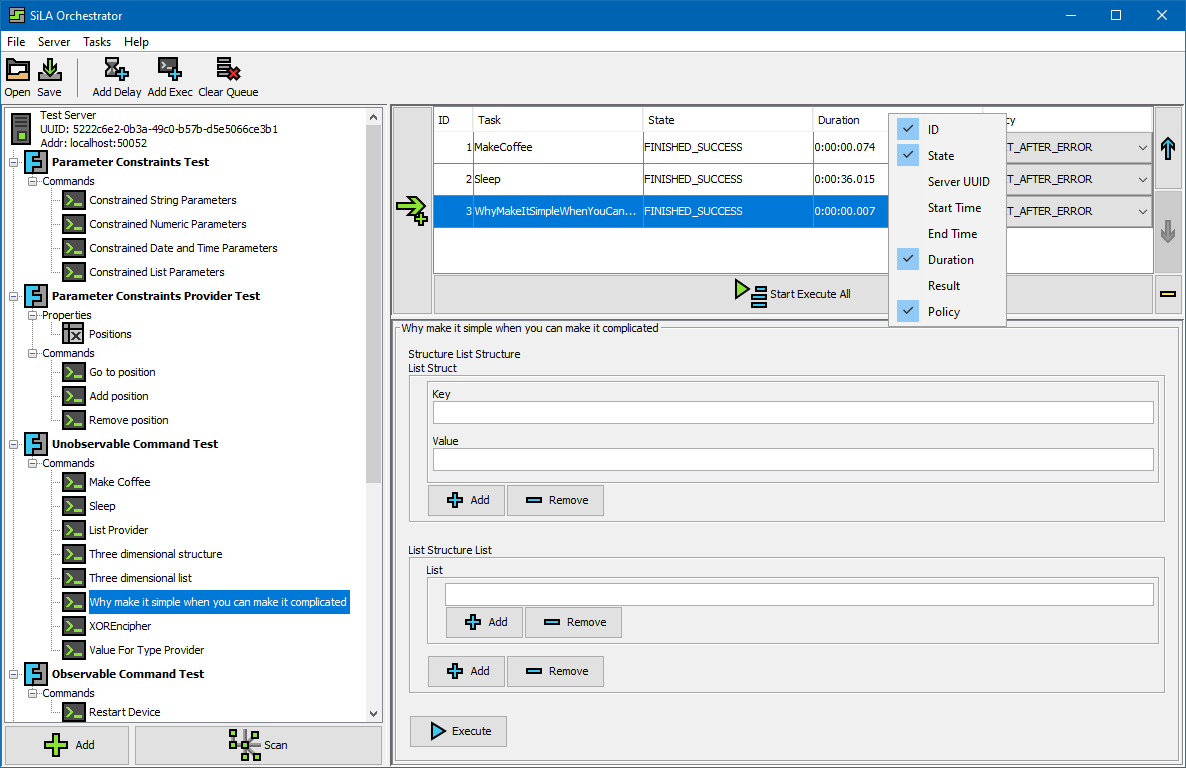 SiLA Orchestrator
File Server Tasks Help
Open Save Add Delay Add Exec Clear Queue
Test Server
UUID: 5222c6e2-0b3a-49c0-b57b-d5e5066ce3b1
Addr: localhost:50052
Parameter Constraints Test
Commands
Constrained String Parameters
Constrained Numeric Parameters
Constrained Date and Time Parameters
Constrained List Parameters
Parameter Constraints Provider Test
Properties
Positions
Commands
Go to position
Add position
Remove position
Unobservable Command Test
Commands
Make Coffee
Sleep
List Provider
Three dimensional structure
Three dimensional list
Why make it simple when you can make it complicated
XOREncipher
Value For Type Provider
Observable Command Test
Commands
Restart Device
Add Scan
ID Task State Duration
1 MakeCoffee FINISHED_SUCCESS 0:00:00.074 T_AFTER_ERROR
2 Sleep FINISHED_SUCCESS 0:00:36.015 T_AFTER_ERROR
3 WhyMakeItSimpleWhenYouCan... FINISHED_SUCCESS 0:00:00.007 T_AFTER_ERROR
ID
State
Server UUID
Start Time
End Time
Duration
Result
Policy
Start Execute All
Why make it simple when you can make it complicated
Structure List Structure
List Struct
Key
Value
Add Remove
List Structure List
List
Add Remove
Add Remove
Execute